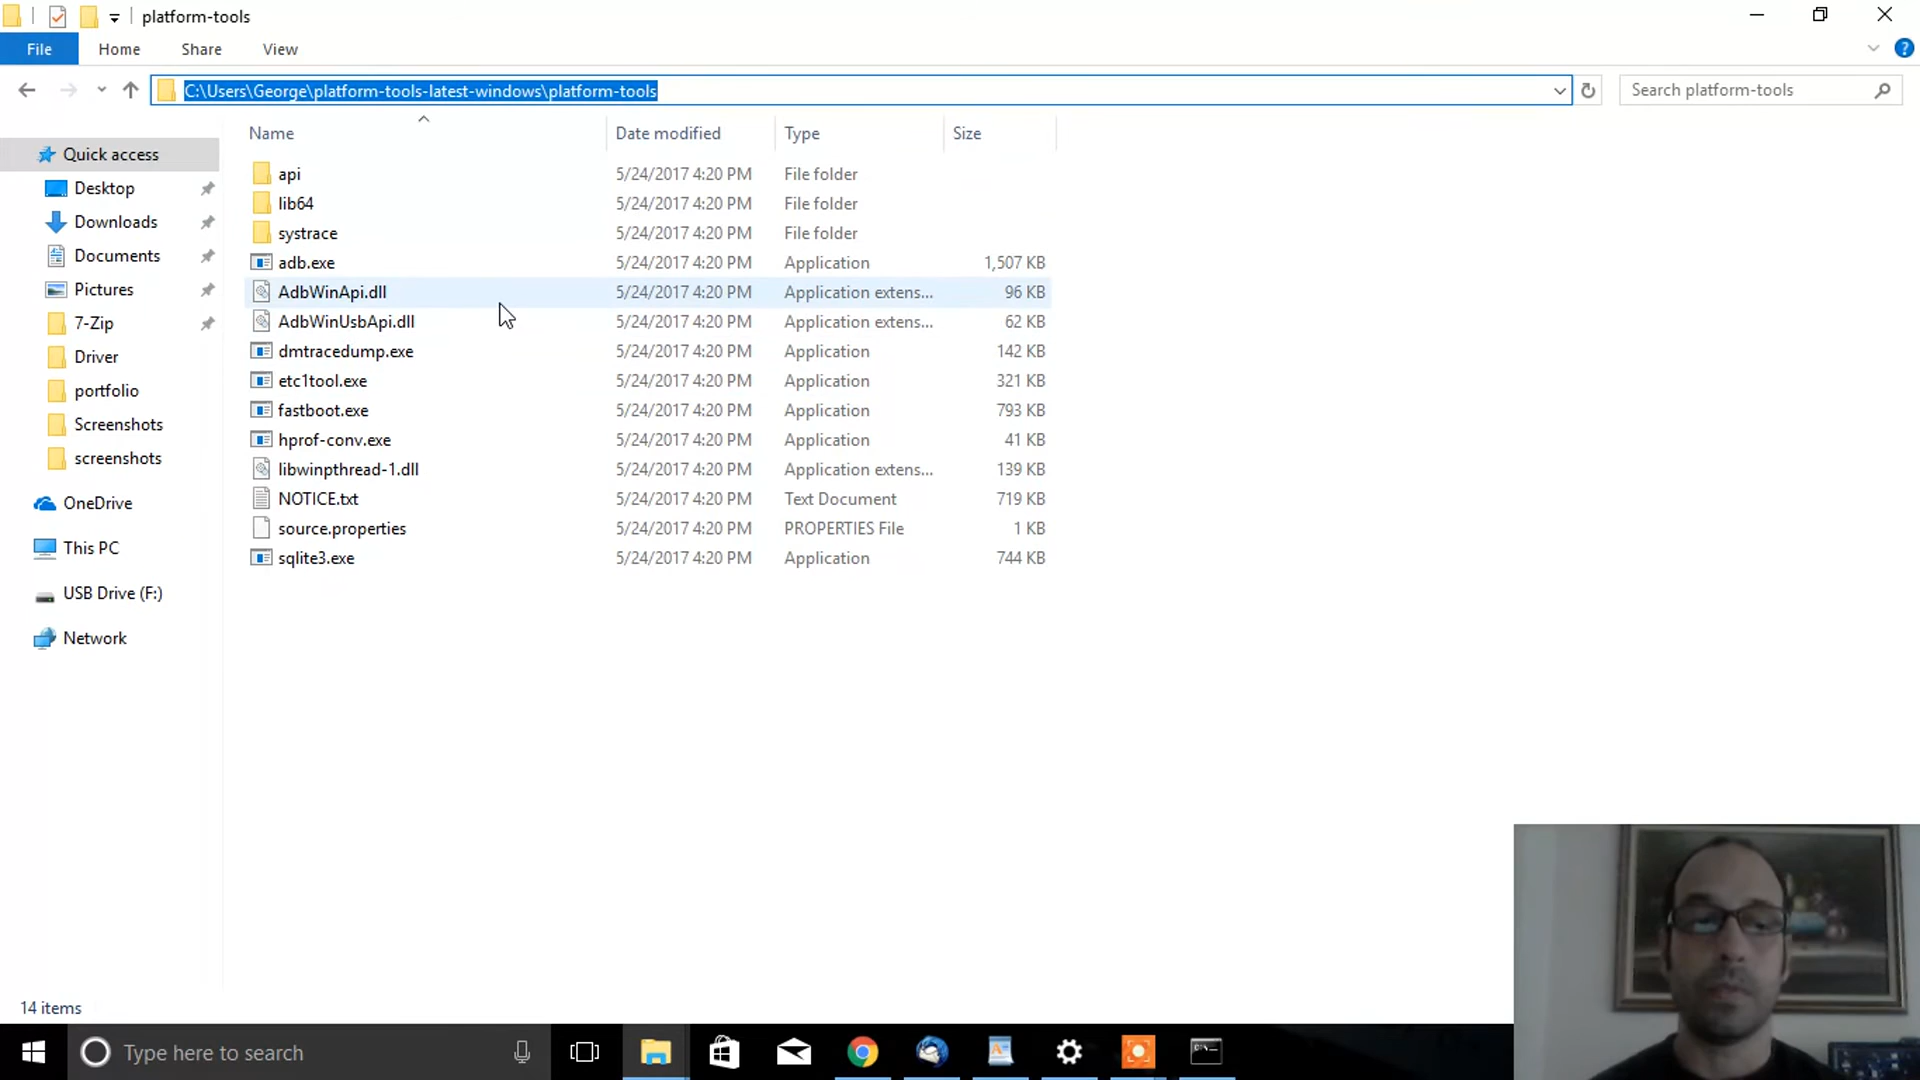 platform-tools
File Home Share View
C:\Users\George\platform-tools-latest-windows\platform-tools
Search platform-tools
Name Date modified Type Size
Quick access
Desktop
Downloads
Documents
Pictures
7-Zip
Driver
portfolio
Screenshots
screenshots
OneDrive
This PC
USB Drive (F:)
Network
api 5/24/2017 4:20 PM File folder
lib64 5/24/2017 4:20 PM File folder
systrace 5/24/2017 4:20 PM File folder
adb.exe 5/24/2017 4:20 PM Application 1,507 KB
AdbWinApi.dll 5/24/2017 4:20 PM Application extens... 96 KB
AdbWinUsbApi.dll 5/24/2017 4:20 PM Application extens... 62 KB
dmtracedump.exe 5/24/2017 4:20 PM Application 142 KB
etc1tool.exe 5/24/2017 4:20 PM Application 321 KB
fastboot.exe 5/24/2017 4:20 PM Application 793 KB
hprof-conv.exe 5/24/2017 4:20 PM Application 41 KB
libwinpthread-1.dll 5/24/2017 4:20 PM Application extens... 139 KB
NOTICE.txt 5/24/2017 4:20 PM Text Document 719 KB
source.properties 5/24/2017 4:20 PM PROPERTIES File 1 KB
sqlite3.exe 5/24/2017 4:20 PM Application 744 KB
14 items
Type here to search